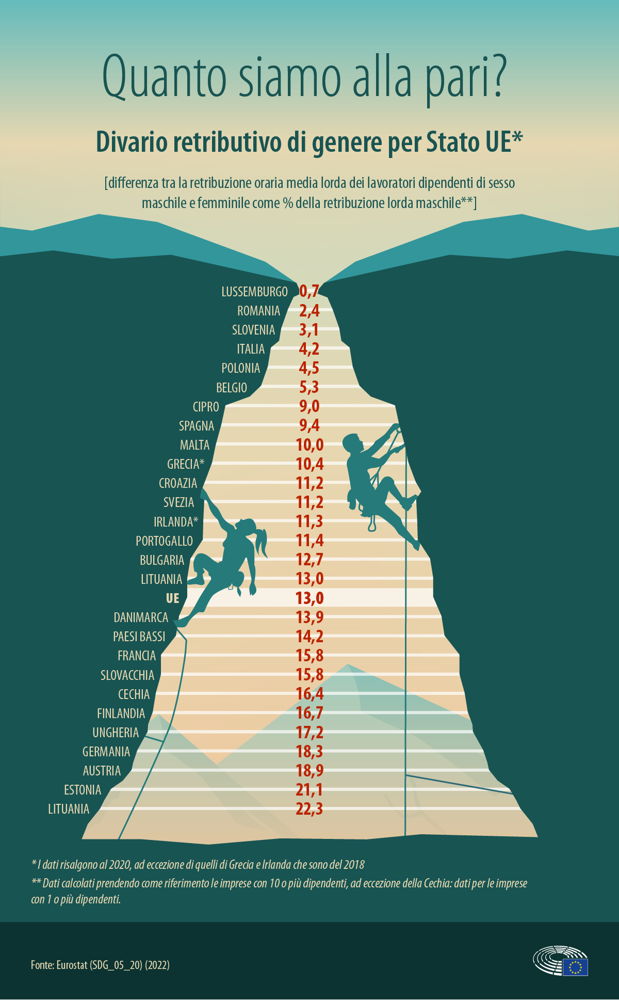 Quanto siamo alla pari?
Divario retributivo di genere per Stato UE*
[differenza tra la retribuzione oraria media lorda dei lavoratori dipendenti di sesso
maschile e femminile come % della retribuzione lorda maschile**]
LUSSEMBURGO 0,7
ROMANIA 2,4
SLOVENIA 3,1
ITALIA 4,2
POLONIA 4,5
BELGIO 5,3
CIPRO 9,0
SPAGNA 9,4
MALTA 10,0
GRECIA* 10,4
CROAZIA 11,2
SVEZIA 11,2
IRLANDA* 11,3
PORTOGALLO 11,4
BULGARIA 12,7
LITUANIA 13,0
UE 13,0
DANIMARCA 13,9
PAESI BASSI 14,2
FRANCIA 15,8
SLOVACCHIA 15,8
CECHIA 16,4
FINLANDIA 16,7
UNGHERIA 17,2
GERMANIA 18,3
AUSTRIA 18,9
ESTONIA 21,1
LITUANIA 22,3
* I dati risalgono al 2020, ad eccezione di quelli di Grecia e Irlanda che sono del 2018
** Dati calcolati prendendo come riferimento le imprese con 10 o più dipendenti, ad eccezione della Cechia: dati per le imprese
con 1 o più dipendenti.
Fonte: Eurostat (SDG_05_20) (2022)